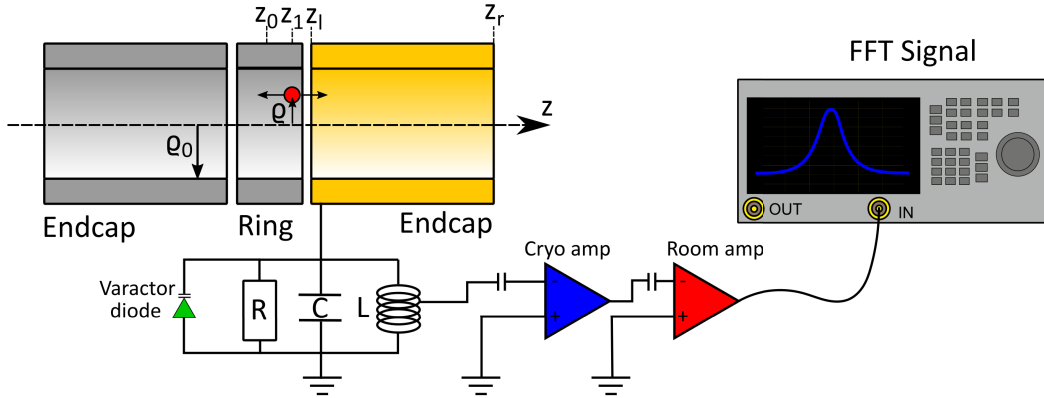 z₀ z₁ zₗ
zᵣ
FFT Signal
z
ϱ
ϱ₀
OUT
IN
Endcap
Ring
Endcap
Cryo amp
Room amp
Varactor
diode
R
C
L
-
+
-
+